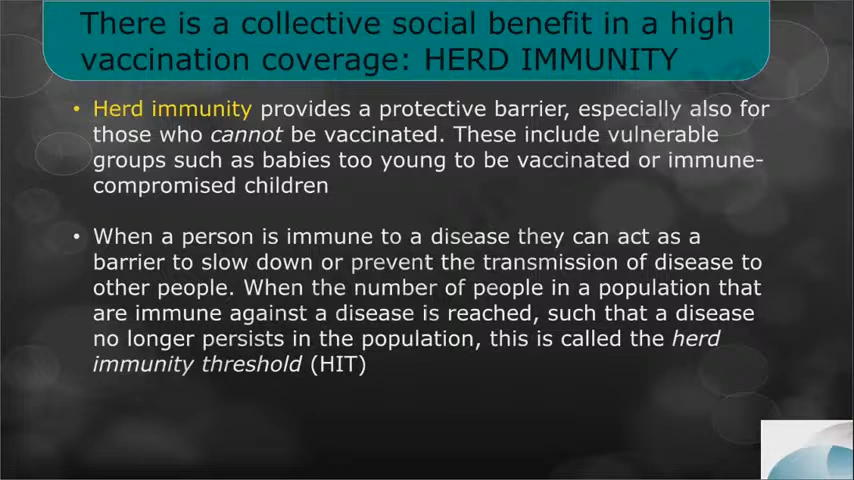 There is a collective social benefit in a high
vaccination coverage: HERD IMMUNITY
• Herd immunity provides a protective barrier, especially also for
those who cannot be vaccinated. These include vulnerable
groups such as babies too young to be vaccinated or immune-
compromised children
• When a person is immune to a disease they can act as a
barrier to slow down or prevent the transmission of disease to
other people. When the number of people in a population that
are immune against a disease is reached, such that a disease
no longer persists in the population, this is called the herd
immunity threshold (HIT)